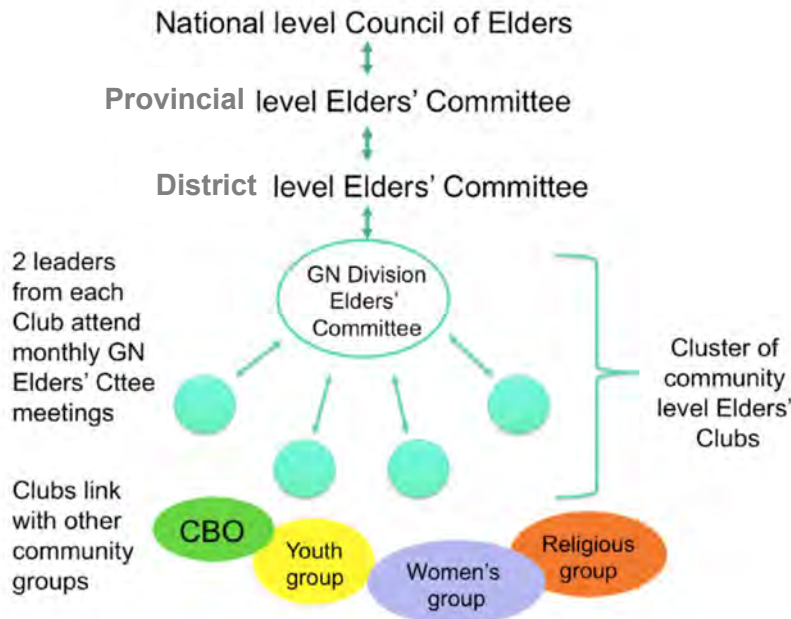 National level Council of Elders
Provincial level Elders' Committee
District level Elders' Committee
2 leaders
from each
Club attend
monthly GN
Elders' Cttee
meetings
GN Division
Elders'
Committee
Cluster of
community
level Elders'
Clubs
Clubs link
with other
community
groups
CBO
Youth
group
Women's
group
Religious
group